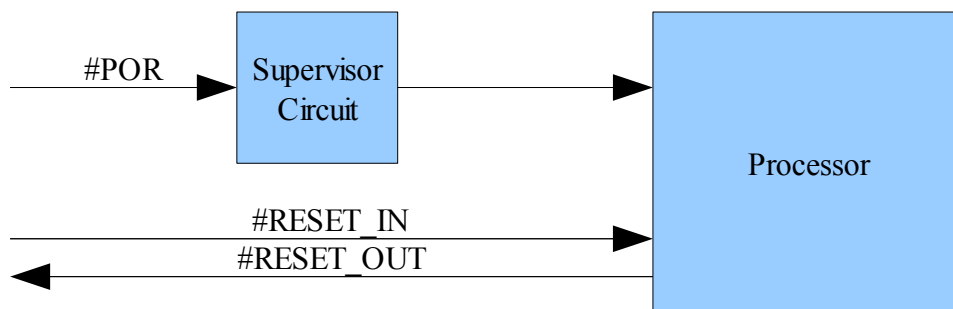 #POR
Supervisor
Circuit
Processor
#RESET_IN
#RESET_OUT